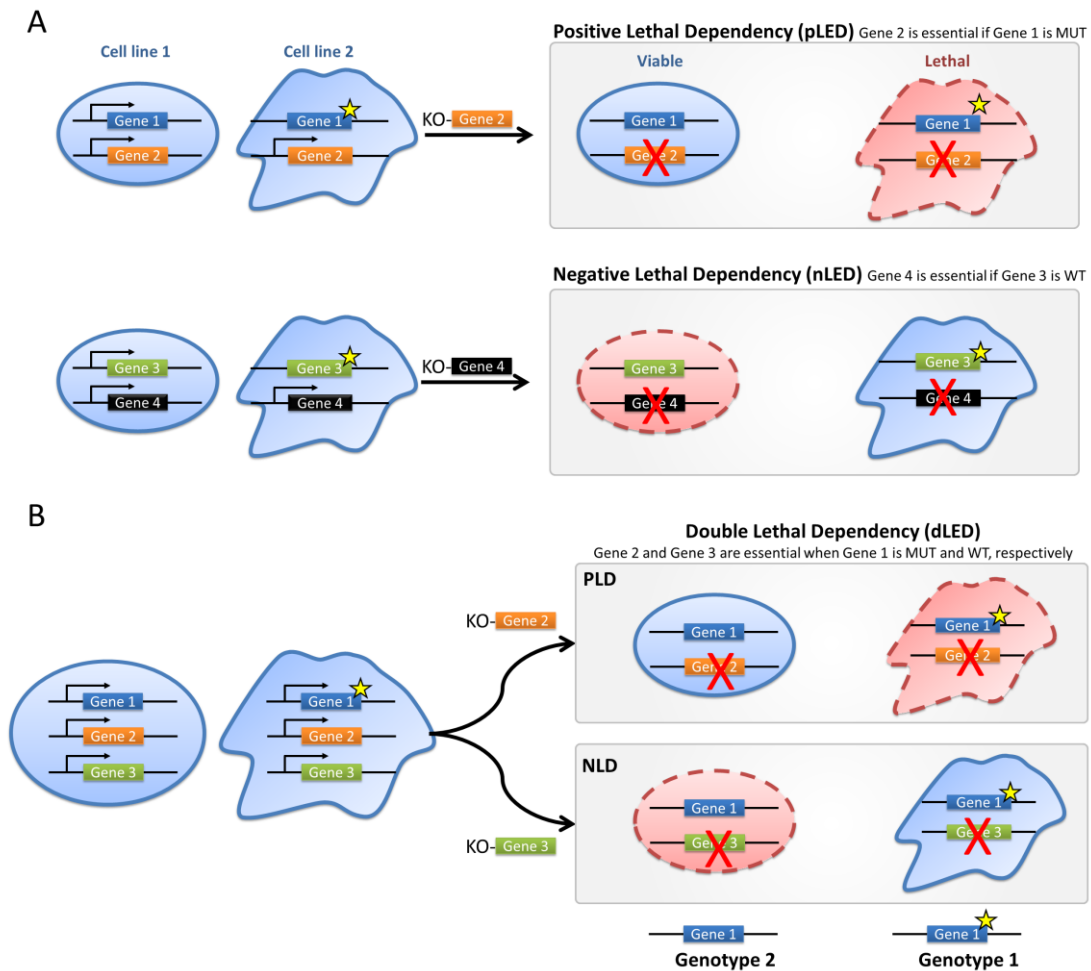 A
Cell line 1
Cell line 2
Positive Lethal Dependency (pLED) Gene 2 is essential if Gene 1 is MUT
Viable
Lethal
Gene 1
Gene 2
Gene 1
Gene 2
KO-Gene 2
Gene 1
Gene 2
Gene 1
Gene 2
Negative Lethal Dependency (nLED) Gene 4 is essential if Gene 3 is WT
Gene 3
Gene 4
Gene 3
Gene 4
KO-Gene 4
Gene 3
Gene 4
Gene 3
Gene 4
B
Double Lethal Dependency (dLED)
Gene 2 and Gene 3 are essential when Gene 1 is MUT and WT, respectively
Gene 1
Gene 2
Gene 3
Gene 1
Gene 2
Gene 3
KO-Gene 2
PLD
Gene 1
Gene 2
Gene 1
Gene 2
KO-Gene 3
NLD
Gene 1
Gene 3
Gene 1
Gene 3
Gene 1
Genotype 2
Gene 1
Genotype 1